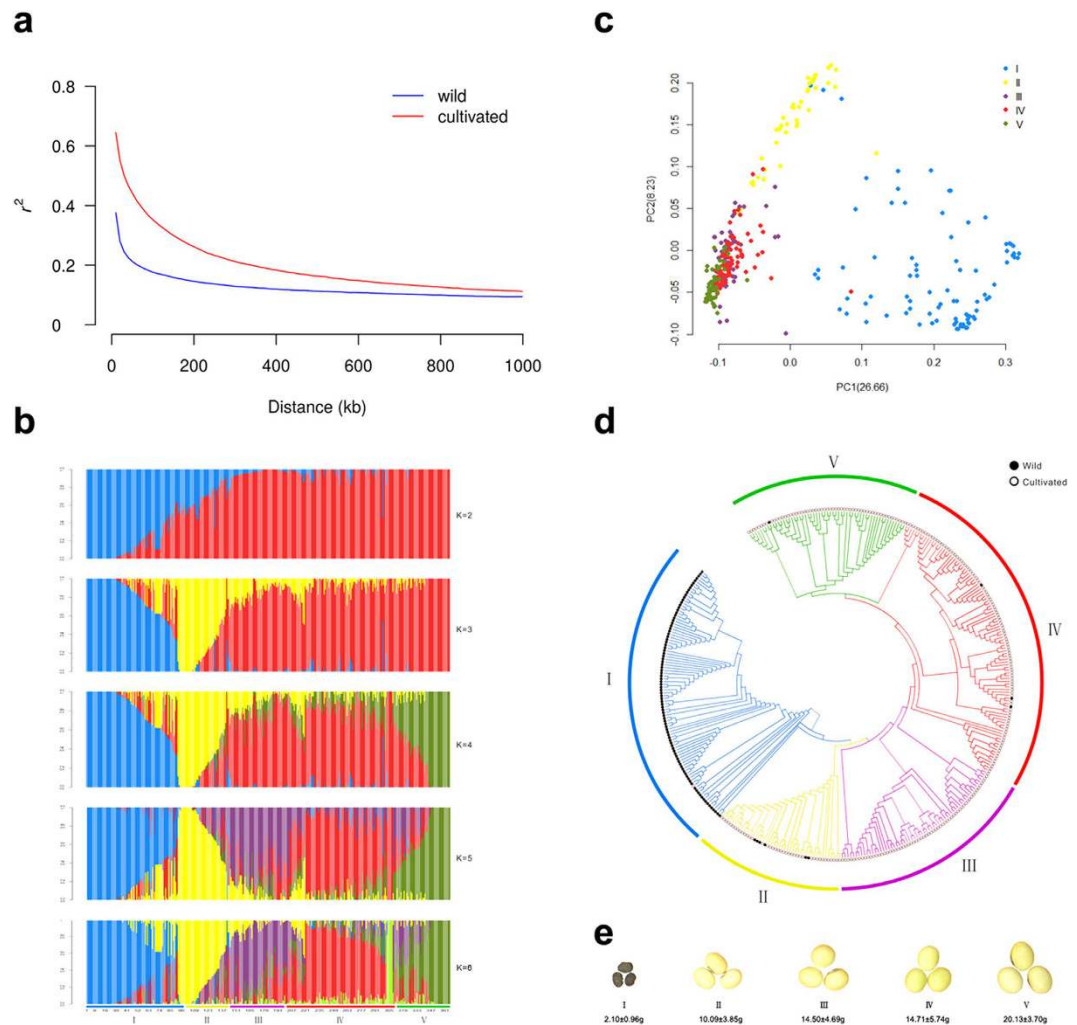 a
0.8
0.6
0.4
0.2
0
r²
wild
cultivated
0 200 400 600 800 1000
Distance (kb)
b
K=2
K=3
K=4
K=5
K=6
I II III IV V
c
I
II
III
IV
V
0.20
0.15
0.10
0.05
0.00
-0.05
-0.10
PC2(8.23)
-0.1 0.0 0.1 0.2 0.3
PC1(26.66)
d
Wild
Cultivated
V
IV
I
III
II
e
I II III IV V
2.10±0.96g 10.09±3.85g 14.50±4.69g 14.71±5.74g 20.13±3.70g